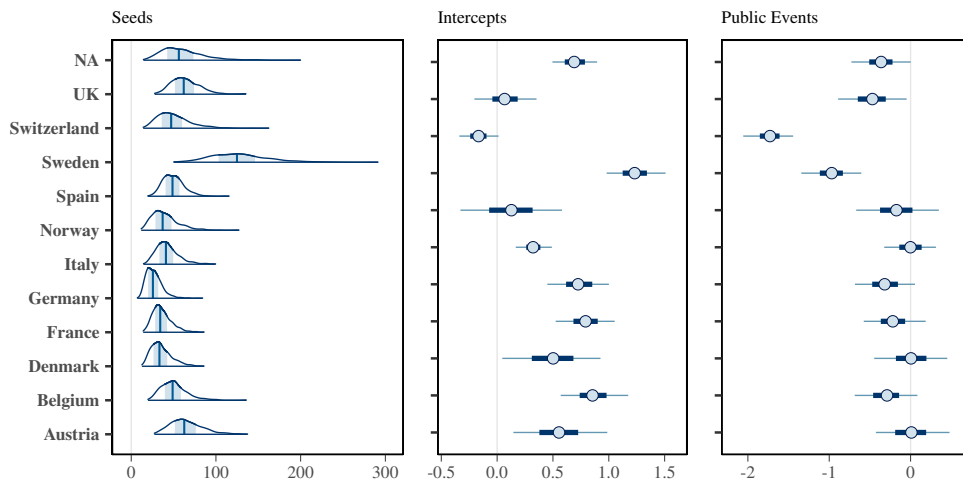 Seeds Intercepts Public Events
NA
UK
Switzerland
Sweden
Spain
Norway
Italy
Germany
France
Denmark
Belgium
Austria
0 100 200 300 -0.5 0.0 0.5 1.0 1.5 -2 -1 0